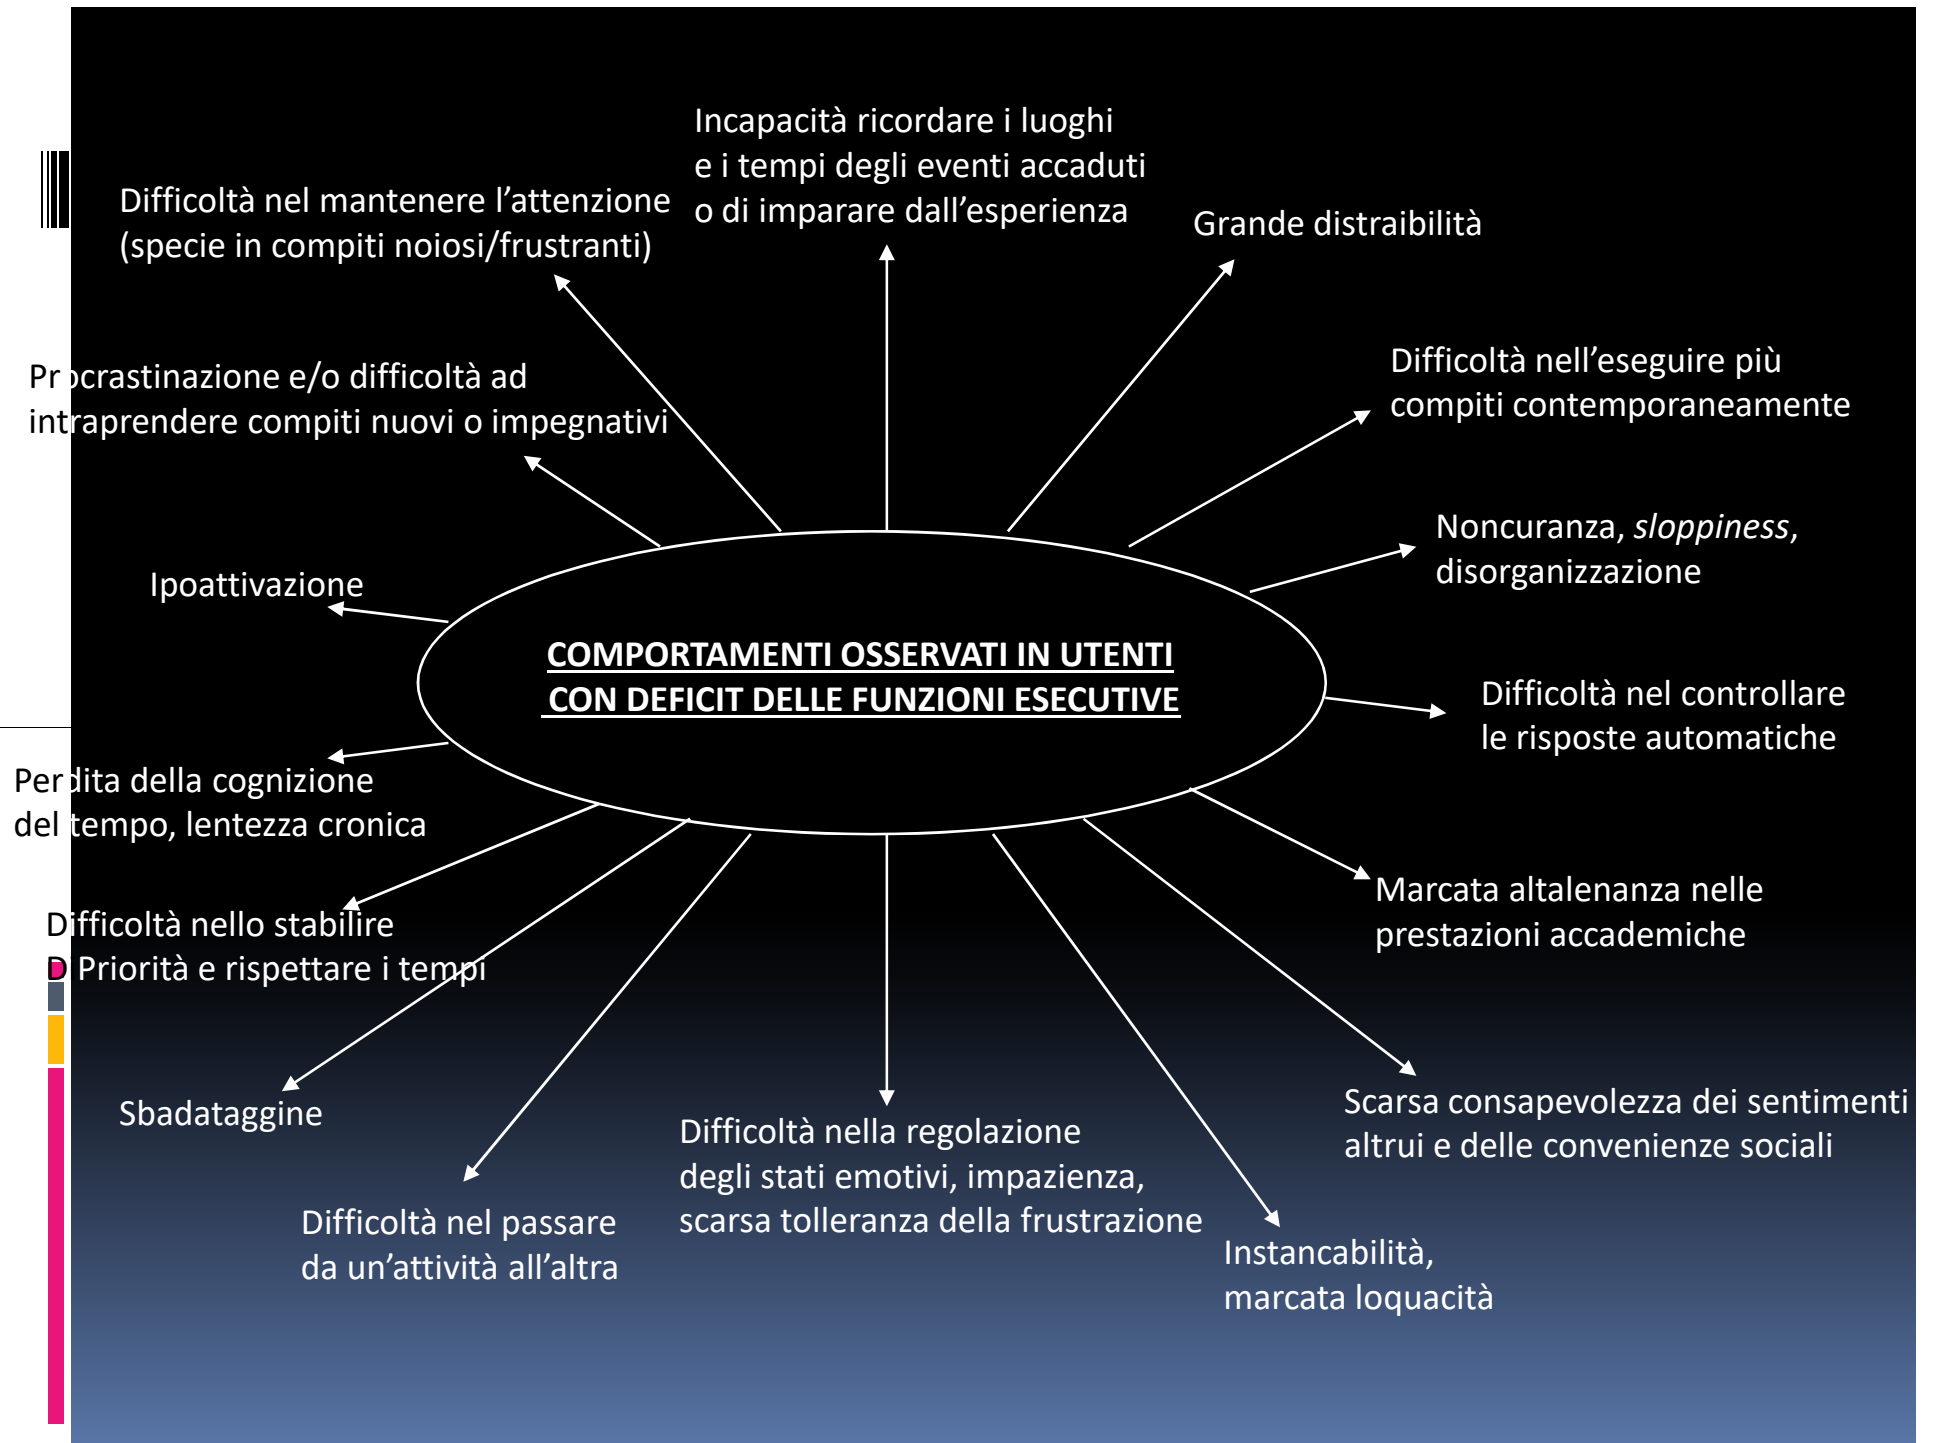 Incapacità ricordare i luoghi
e i tempi degli eventi accaduti
o di imparare dall’esperienza
Difficoltà nel mantenere l’attenzione
(specie in compiti noiosi/frustranti)
Grande distraibilità
Procrastinazione e/o difficoltà ad
intraprendere compiti nuovi o impegnativi
Difficoltà nell’eseguire più
compiti contemporaneamente
Noncuranza, sloppiness,
disorganizzazione
Ipoattivazione
COMPORTAMENTI OSSERVATI IN UTENTI
CON DEFICIT DELLE FUNZIONI ESECUTIVE
Difficoltà nel controllare
le risposte automatiche
Perdita della cognizione
del tempo, lentezza cronica
Marcata altalenanza nelle
prestazioni accademiche
Difficoltà nello stabilire
D Priorità e rispettare i tempi
Sbadataggine
Scarsa consapevolezza dei sentimenti
altrui e delle convenienze sociali
Difficoltà nella regolazione
degli stati emotivi, impazienza,
scarsa tolleranza della frustrazione
Difficoltà nel passare
da un’attività all’altra
Instancabilità,
marcata loquacità